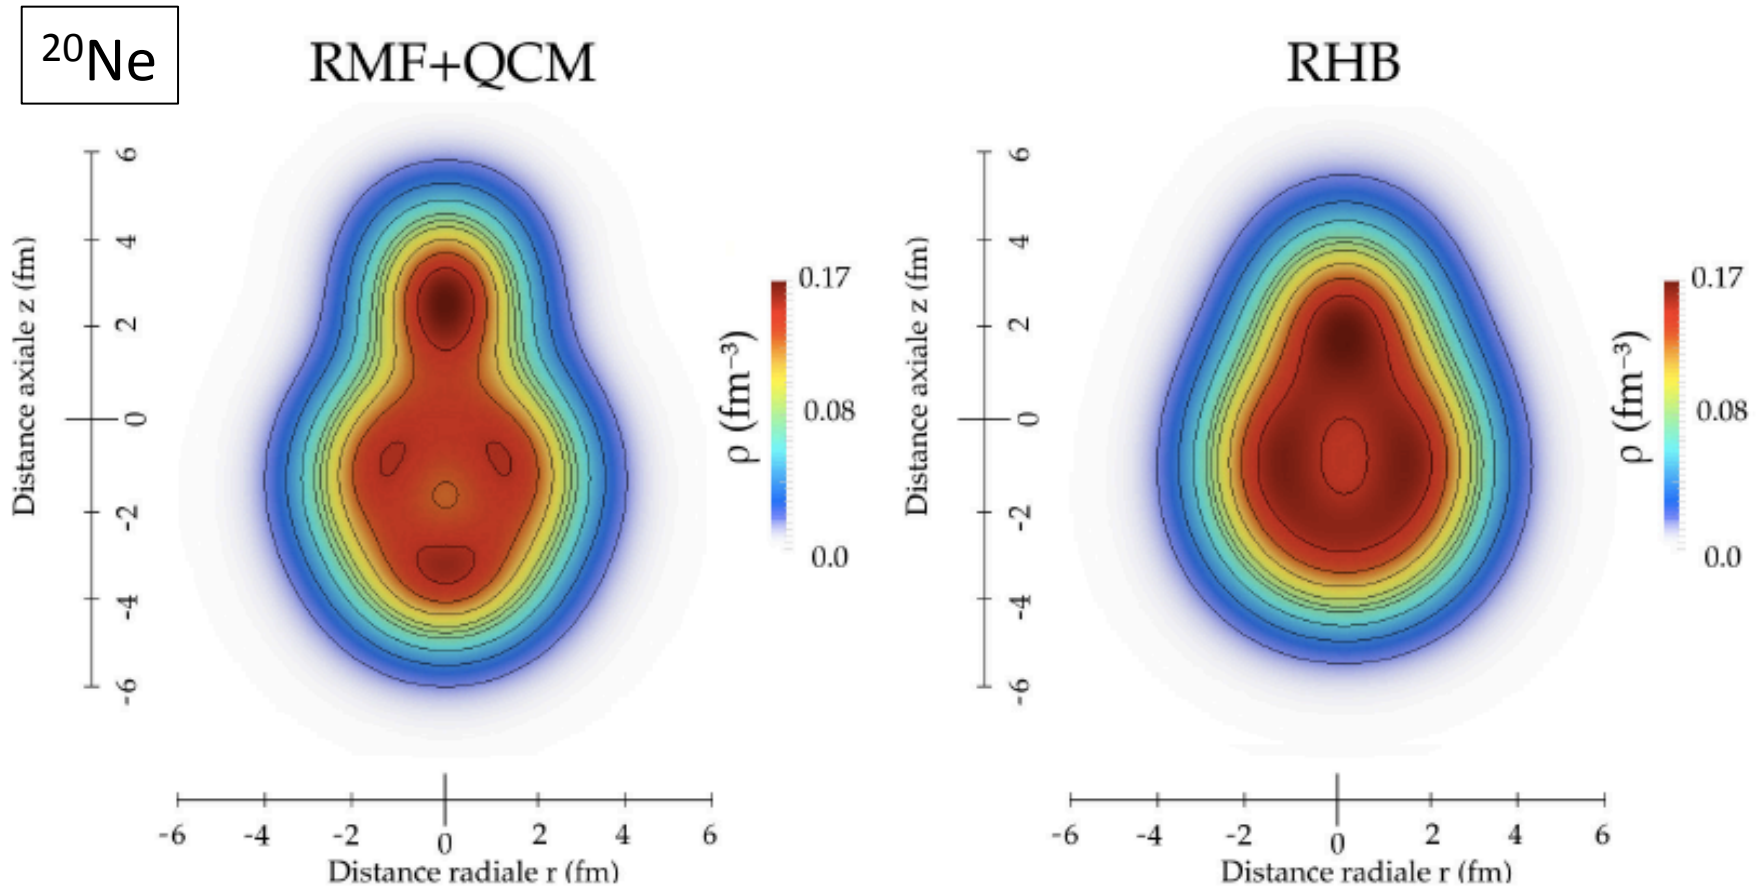 ²⁰Ne
RMF+QCM
Distance axiale z (fm)
6
4
2
0
-2
-4
-6
-6 -4 -2 0 2 4 6
Distance radiale r (fm)
ρ (fm⁻³)
0.17
0.08
0.0
RHB
Distance axiale z (fm)
6
4
2
0
-2
-4
-6
-6 -4 -2 0 2 4 6
Distance radiale r (fm)
ρ (fm⁻³)
0.17
0.08
0.0